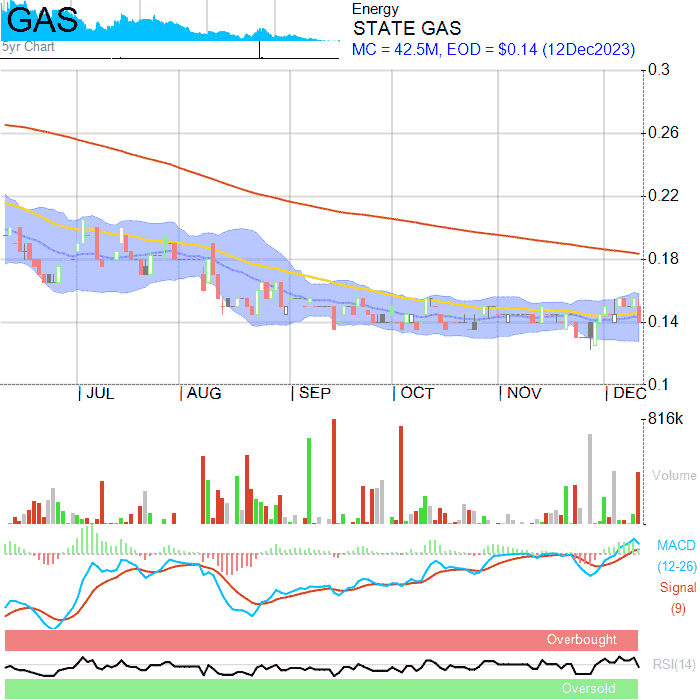 GAS
5yr Chart
Energy
STATE GAS
MC = 42.5M, EOD = $0.14 (12Dec2023)
0.3
0.26
0.22
0.18
0.14
0.1
JUL AUG SEP OCT NOV DEC
816k
Volume
MACD
(12-26)
Signal
(9)
Overbought
RSI(14)
Oversold